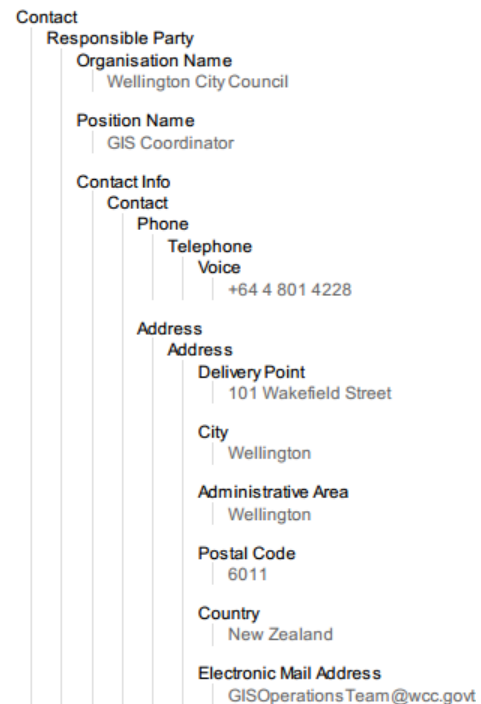 Contact
Responsible Party
Organisation Name
Wellington City Council
Position Name
GIS Coordinator
Contact Info
Contact
Phone
Telephone
Voice
+64 4 801 4228
Address
Address
Delivery Point
101 Wakefield Street
City
Wellington
Administrative Area
Wellington
Postal Code
6011
Country
New Zealand
Electronic Mail Address
GISOperationsTeam@wcc.govt